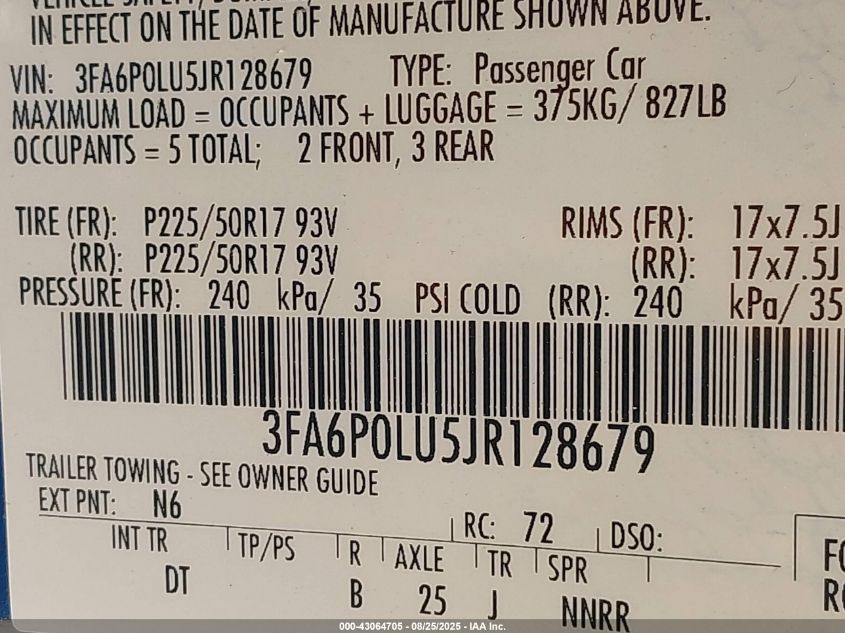 IN EFFECT ON THE DATE OF MANUFACTURE SHOWN ABOVE.
VIN: 3FA6P0LU5JR128679 TYPE: Passenger Car
MAXIMUM LOAD = OCCUPANTS + LUGGAGE = 375KG/ 827LB
OCCUPANTS = 5 TOTAL; 2 FRONT, 3 REAR
TIRE (FR): P225/50R17 93V RIMS (FR): 17x7.5J
(RR): P225/50R17 93V (RR): 17x7.5J
PRESSURE (FR): 240 kPa/ 35 PSI COLD (RR): 240 kPa/ 35
3FA6P0LU5JR128679
TRAILER TOWING - SEE OWNER GUIDE
EXT PNT: N6 RC: 72 DSO:
INT TR TP/PS R AXLE TR SPR
DT B 25 J NNRR
000-43064705 - 08/25/2025 - IAA Inc.